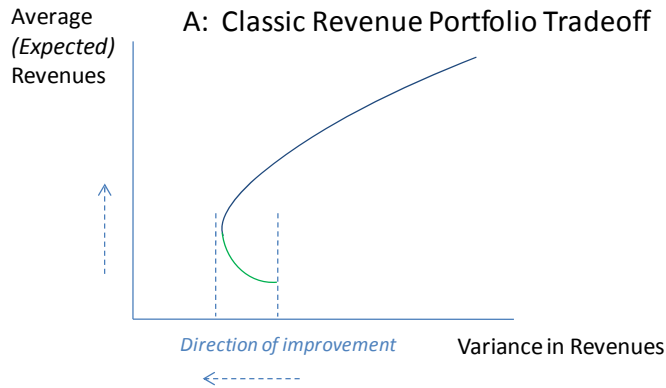 A: Classic Revenue Portfolio Tradeoff
Average
(Expected)
Revenues
Direction of improvement
Variance in Revenues